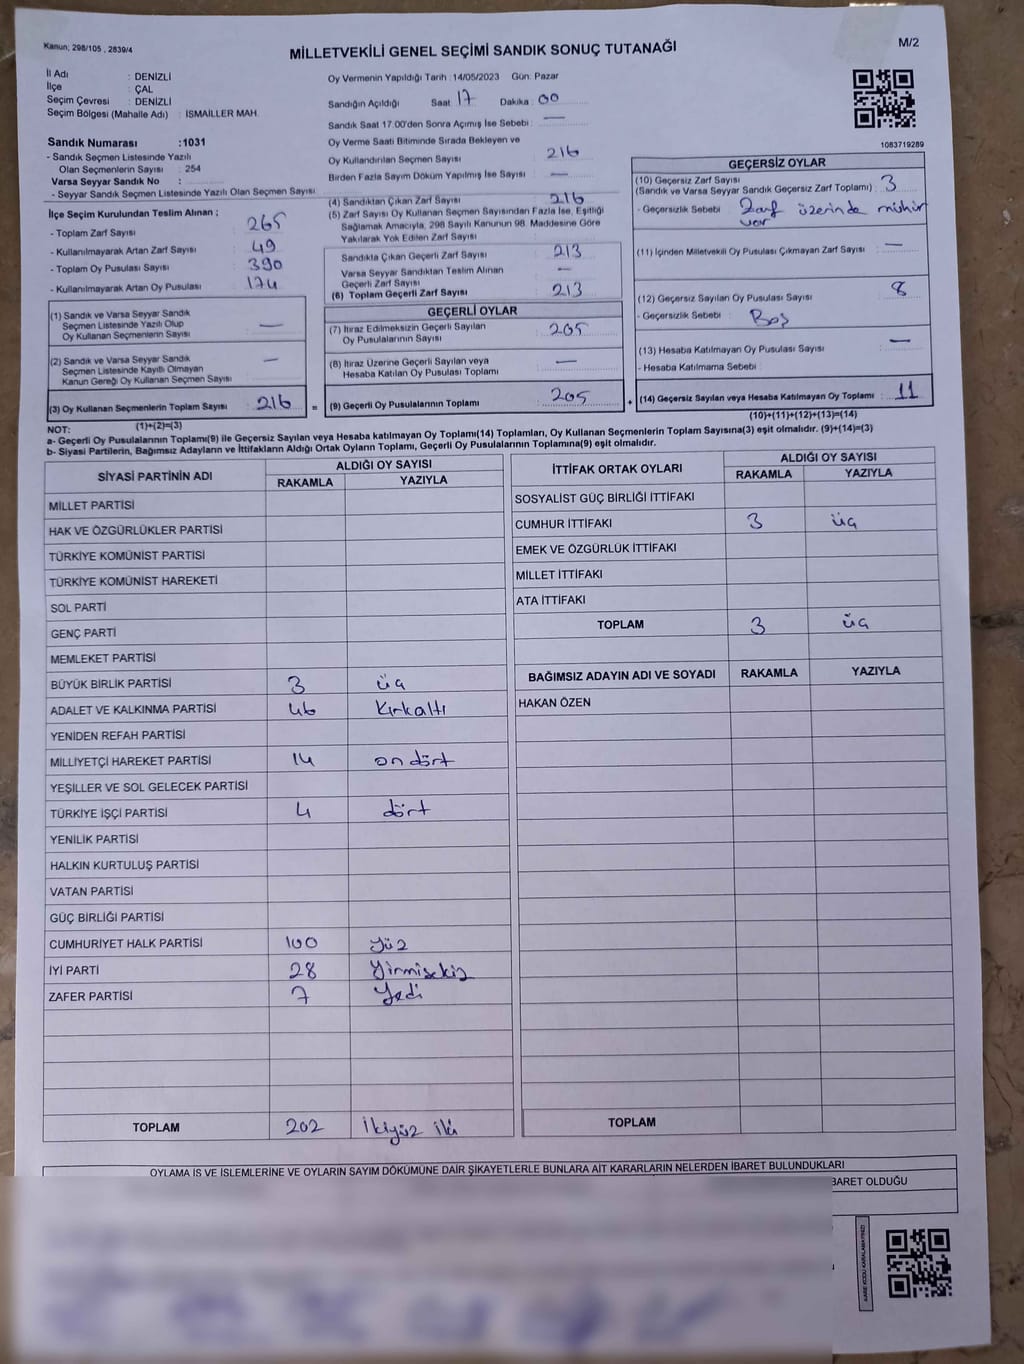 Kanun; 298/105 , 2839/4
MİLLETVEKİLİ GENEL SEÇİMİ SANDIK SONUÇ TUTANAĞI
M/2
İl Adı : DENİZLİ
İlçe : ÇAL
Seçim Çevresi : DENİZLİ
Seçim Bölgesi (Mahalle Adı) : İSMAİLLER MAH.
Oy Vermenin Yapıldığı Tarih :14/05/2023 Gün: Pazar
Sandığın Açıldığı Saat 17 Dakika : 00
Sandık Saat 17.00'den Sonra Açımış İse Sebebi : —
Oy Verme Saati Bitiminde Sırada Bekleyen ve
Oy Kullandırılan Seçmen Sayısı : 216
Birden Fazla Sayım Döküm Yapılmış İse Sayısı : —
1083719289
Sandık Numarası :1031
- Sandık Seçmen Listesinde Yazılı
Olan Seçmenlerin Sayısı : 254
Varsa Seyyar Sandık No :
- Seyyar Sandık Seçmen Listesinde Yazılı Olan Seçmen Sayısı :
İlçe Seçim Kurulundan Teslim Alınan ;
- Toplam Zarf Sayısı : 265
- Kullanılmayarak Artan Zarf Sayısı : 49
- Toplam Oy Pusulası Sayısı : 390
- Kullanılmayarak Artan Oy Pusulası : 174
(4) Sandıktan Çıkan Zarf Sayısı : 216
(5) Zarf Sayısı Oy Kullanan Seçmen Sayısından Fazla İse, Eşitliği
Sağlamak Amacıyla, 298 Sayılı Kanunun 98. Maddesine Göre
Yakılarak Yok Edilen Zarf Sayısı :
Sandıkta Çıkan Geçerli Zarf Sayısı : 213
Varsa Seyyar Sandıktan Teslim Alınan
Geçerli Zarf Sayısı : —
(6) Toplam Geçerli Zarf Sayısı : 213
GEÇERSİZ OYLAR
(10) Geçersiz Zarf Sayısı
(Sandık ve Varsa Seyyar Sandık Geçersiz Zarf Toplamı) : 3
- Geçersizlik Sebebi : Zarf üzerinde mühür
var
(11) İçinden Milletvekili Oy Pusulası Çıkmayan Zarf Sayısı : —
(12) Geçersiz Sayılan Oy Pusulası Sayısı : 8
- Geçersizlik Sebebi : Boş
(13) Hesaba Katılmayan Oy Pusulası Sayısı : —
- Hesaba Katılmama Sebebi :
(14) Geçersiz Sayılan veya Hesaba Katılmayan Oy Toplamı : 11
(1) Sandık ve Varsa Seyyar Sandık
Seçmen Listesinde Yazılı Olup
Oy Kullanan Seçmenlerin Sayısı : —
(2) Sandık ve Varsa Seyyar Sandık
Seçmen Listesinde Kayıtlı Olmayan
Kanun Gereği Oy Kullanan Seçmen Sayısı : —
(3) Oy Kullanan Seçmenlerin Toplam Sayısı : 216
GEÇERLİ OYLAR
(7) İtiraz Edilmeksizin Geçerli Sayılan
Oy Pusulalarının Sayısı : 205
(8) İtiraz Üzerine Geçerli Sayılan veya
Hesaba Katılan Oy Pusulası Toplamı : —
= (9) Geçerli Oy Pusulalarının Toplamı : 205 +
NOT: (1)+(2)=(3) (10)+(11)+(12)+(13)=(14)
a- Geçerli Oy Pusulalarının Toplamı(9) ile Geçersiz Sayılan veya Hesaba katılmayan Oy Toplamı(14) Toplamları, Oy Kullanan Seçmenlerin Toplam Sayısına(3) eşit olmalıdır. (9)+(14)=(3)
b- Siyasi Partilerin, Bağımsız Adayların ve İttifakların Aldığı Ortak Oyların Toplamı, Geçerli Oy Pusulalarının Toplamına(9) eşit olmalıdır.
SİYASİ PARTİNİN ADI ALDIĞI OY SAYISI
RAKAMLA YAZIYLA
MİLLET PARTİSİ
HAK VE ÖZGÜRLÜKLER PARTİSİ
TÜRKİYE KOMÜNİST PARTİSİ
TÜRKİYE KOMÜNİST HAREKETİ
SOL PARTİ
GENÇ PARTİ
MEMLEKET PARTİSİ
BÜYÜK BİRLİK PARTİSİ 3 üç
ADALET VE KALKINMA PARTİSİ 46 Kırkaltı
YENİDEN REFAH PARTİSİ
MİLLİYETÇİ HAREKET PARTİSİ 14 on dört
YEŞİLLER VE SOL GELECEK PARTİSİ
TÜRKİYE İŞÇİ PARTİSİ 4 dört
YENİLİK PARTİSİ
HALKIN KURTULUŞ PARTİSİ
VATAN PARTİSİ
GÜÇ BİRLİĞİ PARTİSİ
CUMHURİYET HALK PARTİSİ 100 yüz
İYİ PARTİ 28 Yirmisekiz
ZAFER PARTİSİ 7 Yedi
TOPLAM 202 İkiyüz iki
İTTİFAK ORTAK OYLARI ALDIĞI OY SAYISI
RAKAMLA YAZIYLA
SOSYALİST GÜÇ BİRLİĞİ İTTİFAKI
CUMHUR İTTİFAKI 3 üç
EMEK VE ÖZGÜRLÜK İTTİFAKI
MİLLET İTTİFAKI
ATA İTTİFAKI
TOPLAM 3 üç
BAĞIMSIZ ADAYIN ADI VE SOYADI RAKAMLA YAZIYLA
HAKAN ÖZEN
TOPLAM
OYLAMA İŞ VE İŞLEMLERİNE VE OYLARIN SAYIM DÖKÜMÜNE DAİR ŞİKAYETLERLE BUNLARA AİT KARARLARIN NELERDEN İBARET BULUNDUKLARI
BARET OLDUĞU
KARE KODU KARALAMAYINIZ!